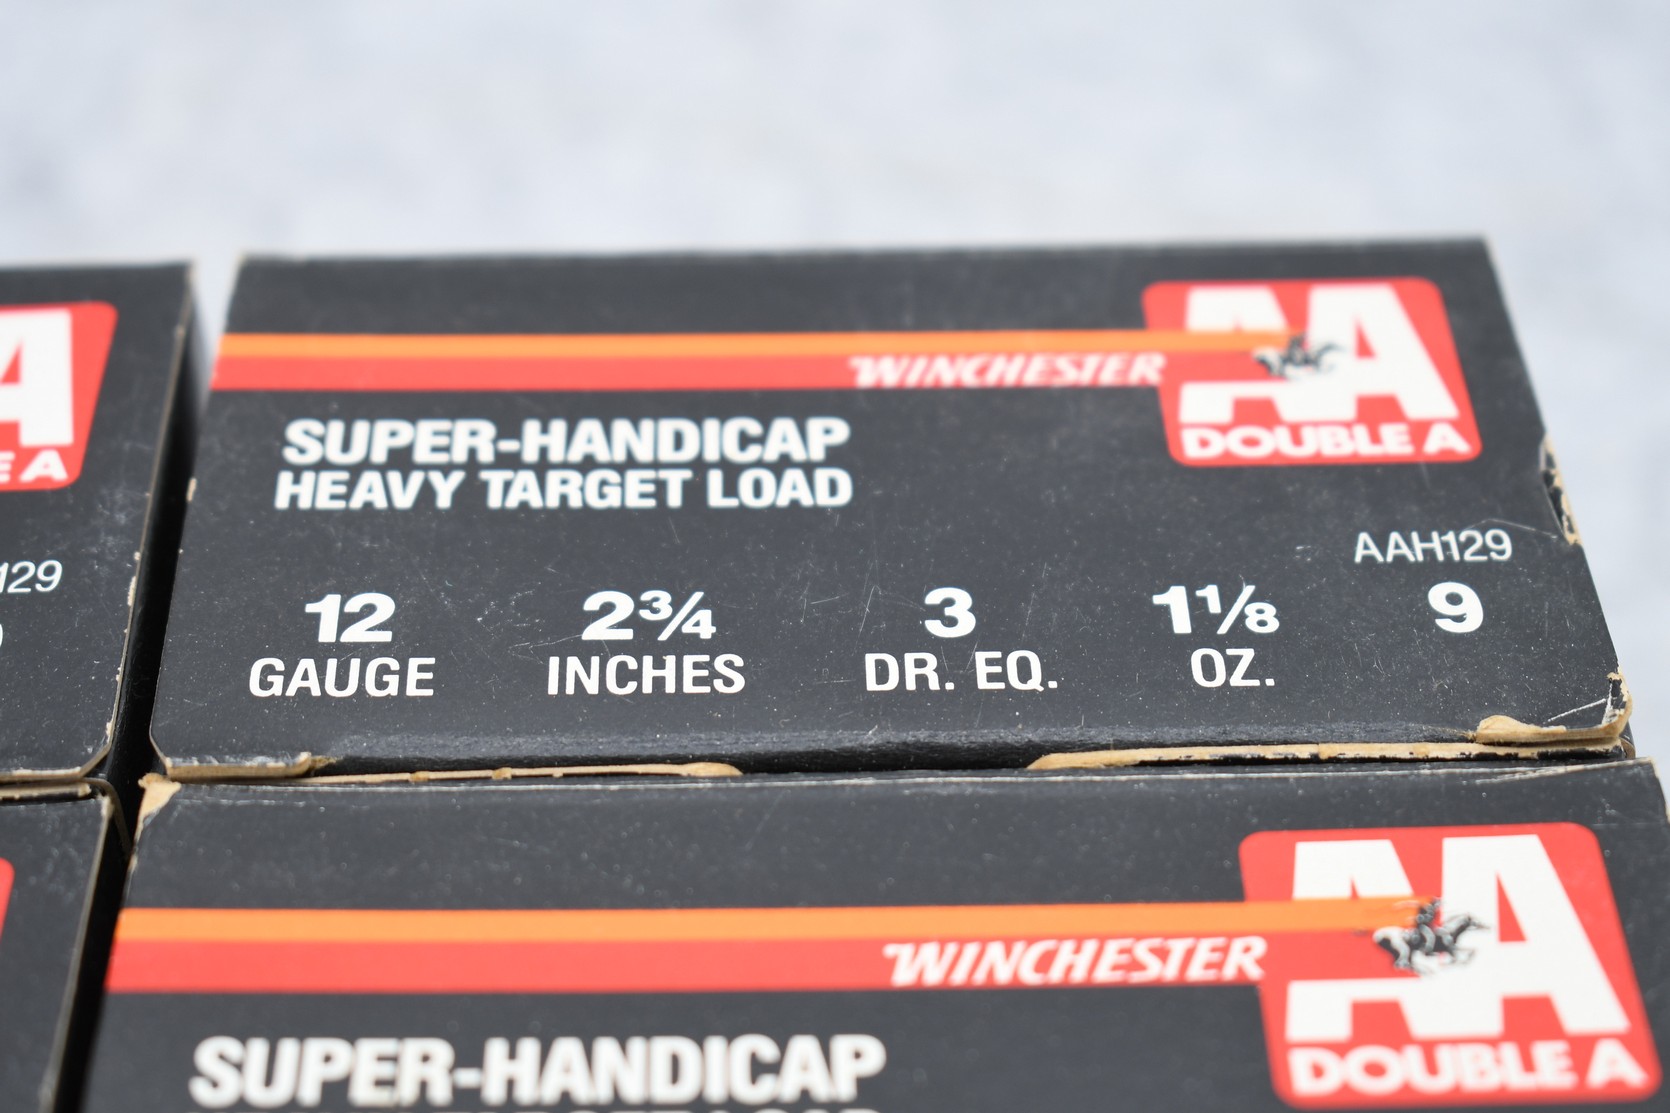 WINCHESTER
AA
DOUBLE A
SUPER-HANDICAP
HEAVY TARGET LOAD
AAH129
12 2¾ 3 1⅛ 9
GAUGE INCHES DR. EQ. OZ.
A
E A
129
WINCHESTER
AA
DOUBLE A
SUPER-HANDICAP